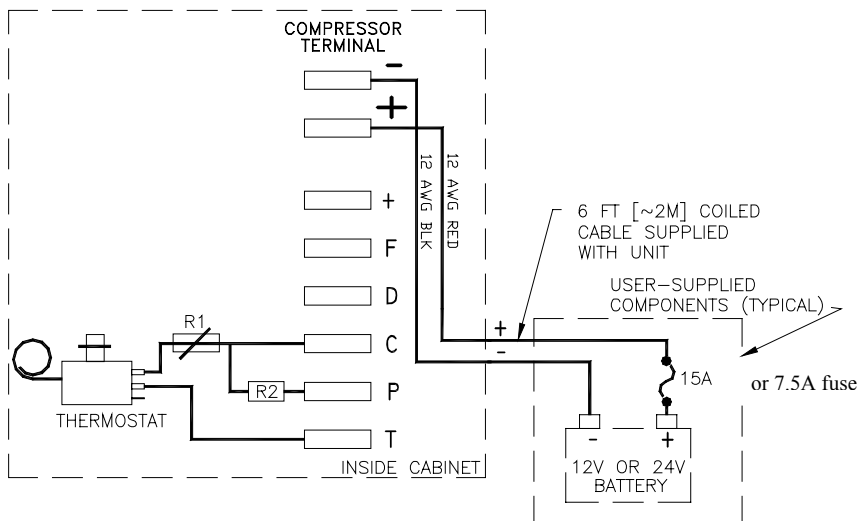 COMPRESSOR
TERMINAL
-
+
12 AWG BLK
12 AWG RED
+
F
D
C
P
T
R1
R2
THERMOSTAT
INSIDE CABINET
6 FT [~2M] COILED
CABLE SUPPLIED
WITH UNIT
USER-SUPPLIED
COMPONENTS (TYPICAL)
+
-
15A
or 7.5A fuse
- +
12V OR 24V
BATTERY